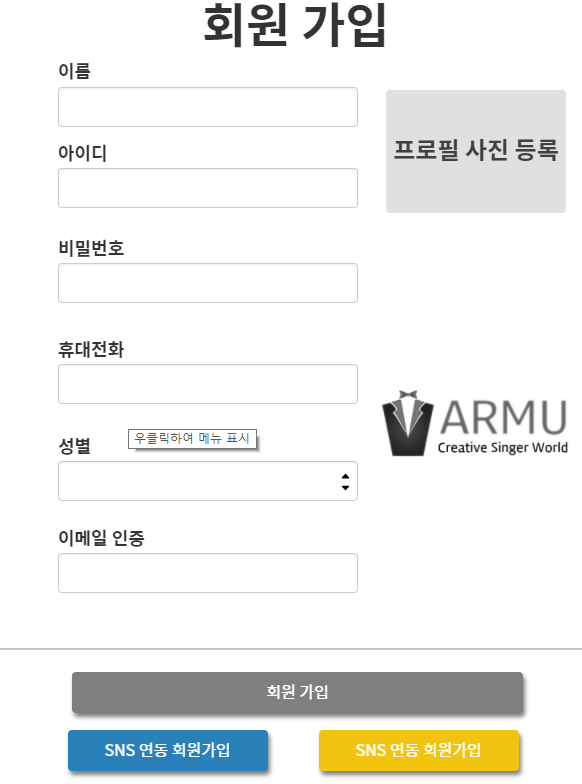 회원 가입
이름
프로필 사진 등록
아이디
비밀번호
휴대전화
ARMU
Creative Singer World
성별
우클릭하여 메뉴 표시
이메일 인증
회원 가입
SNS 연동 회원가입
SNS 연동 회원가입